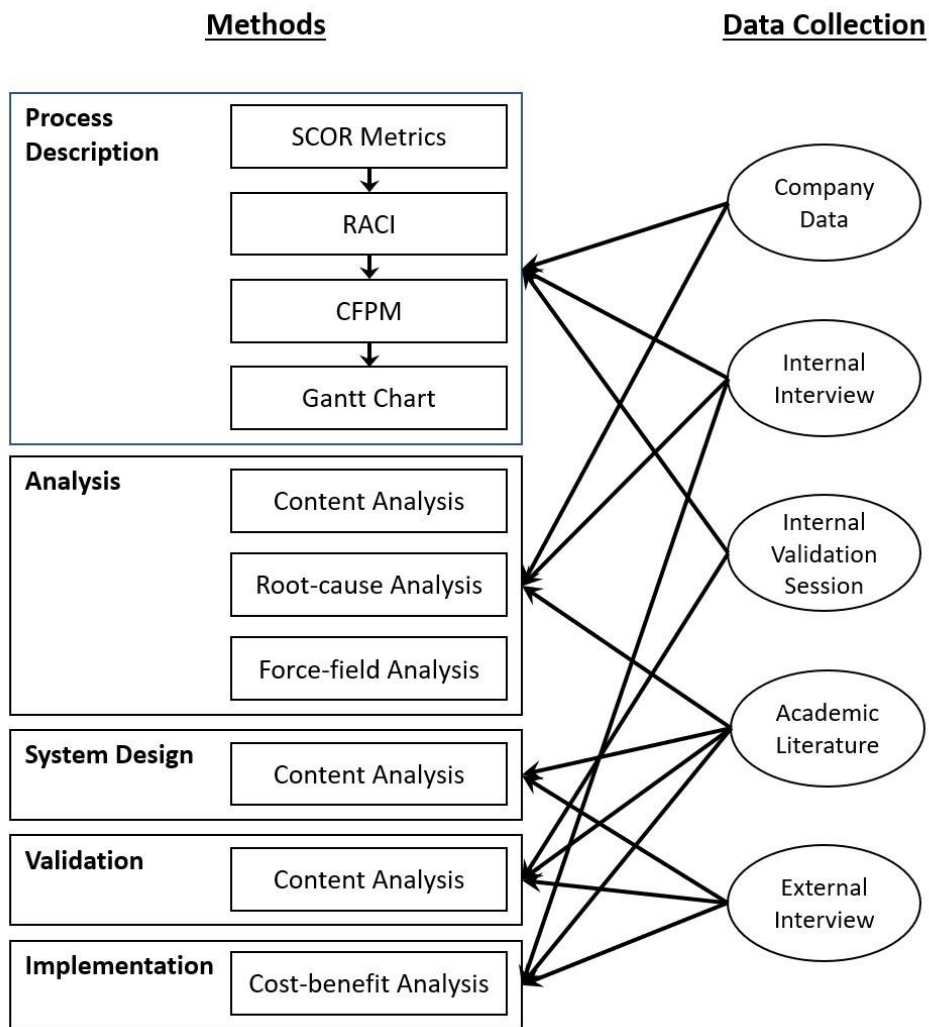 Methods
Data Collection
Process
Description
SCOR Metrics
RACI
CFPM
Gantt Chart
Analysis
Content Analysis
Root-cause Analysis
Force-field Analysis
System Design
Content Analysis
Validation
Content Analysis
Implementation
Cost-benefit Analysis
Company
Data
Internal
Interview
Internal
Validation
Session
Academic
Literature
External
Interview